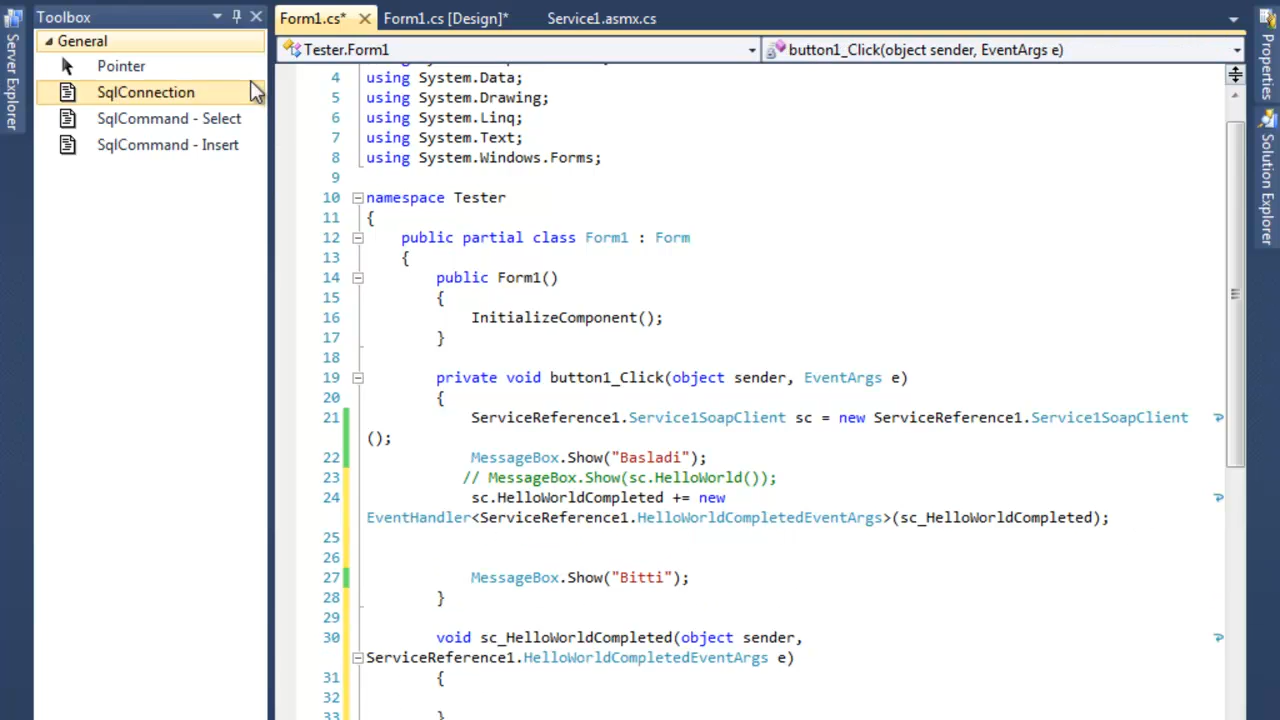 Toolbox
General
Pointer
SqlConnection
SqlCommand - Select
SqlCommand - Insert
Server Explorer
Form1.cs* Form1.cs [Design]* Service1.asmx.cs
Tester.Form1 button1_Click(object sender, EventArgs e)
4 using System.Data;
5 using System.Drawing;
6 using System.Linq;
7 using System.Text;
8 using System.Windows.Forms;
9
10 namespace Tester
11 {
12 public partial class Form1 : Form
13 {
14 public Form1()
15 {
16 InitializeComponent();
17 }
18
19 private void button1_Click(object sender, EventArgs e)
20 {
21 ServiceReference1.Service1SoapClient sc = new ServiceReference1.Service1SoapClient
();
22 MessageBox.Show("Basladi");
23 // MessageBox.Show(sc.HelloWorld());
24 sc.HelloWorldCompleted += new
EventHandler<ServiceReference1.HelloWorldCompletedEventArgs>(sc_HelloWorldCompleted);
25
26
27 MessageBox.Show("Bitti");
28 }
29
30 void sc_HelloWorldCompleted(object sender,
ServiceReference1.HelloWorldCompletedEventArgs e)
31 {
32
33 }
Properties
Solution Explorer